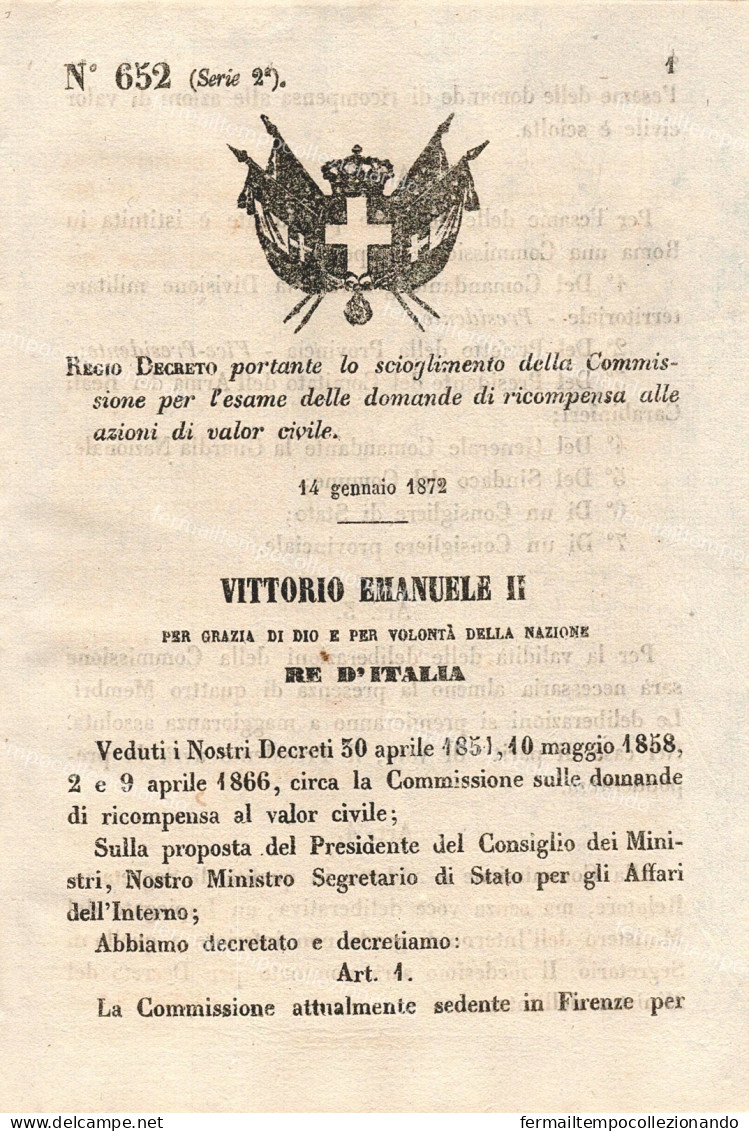 N° 652 (Serie 2ª).
1
REGIO DECRETO portante lo scioglimento della Commis-
sione per l'esame delle domande di ricompensa alle
azioni di valor civile.
14 gennaio 1872
VITTORIO EMANUELE II
PER GRAZIA DI DIO E PER VOLONTÀ DELLA NAZIONE
RE D'ITALIA
Veduti i Nostri Decreti 30 aprile 1851, 10 maggio 1858,
2 e 9 aprile 1866, circa la Commissione sulle domande
di ricompensa al valor civile;
Sulla proposta del Presidente del Consiglio dei Mini-
stri, Nostro Ministro Segretario di Stato per gli Affari
dell'Interno;
Abbiamo decretato e decretiamo:
Art. 1.
La Commissione attualmente sedente in Firenze per
delcampe.net
fermailtempocollezionando